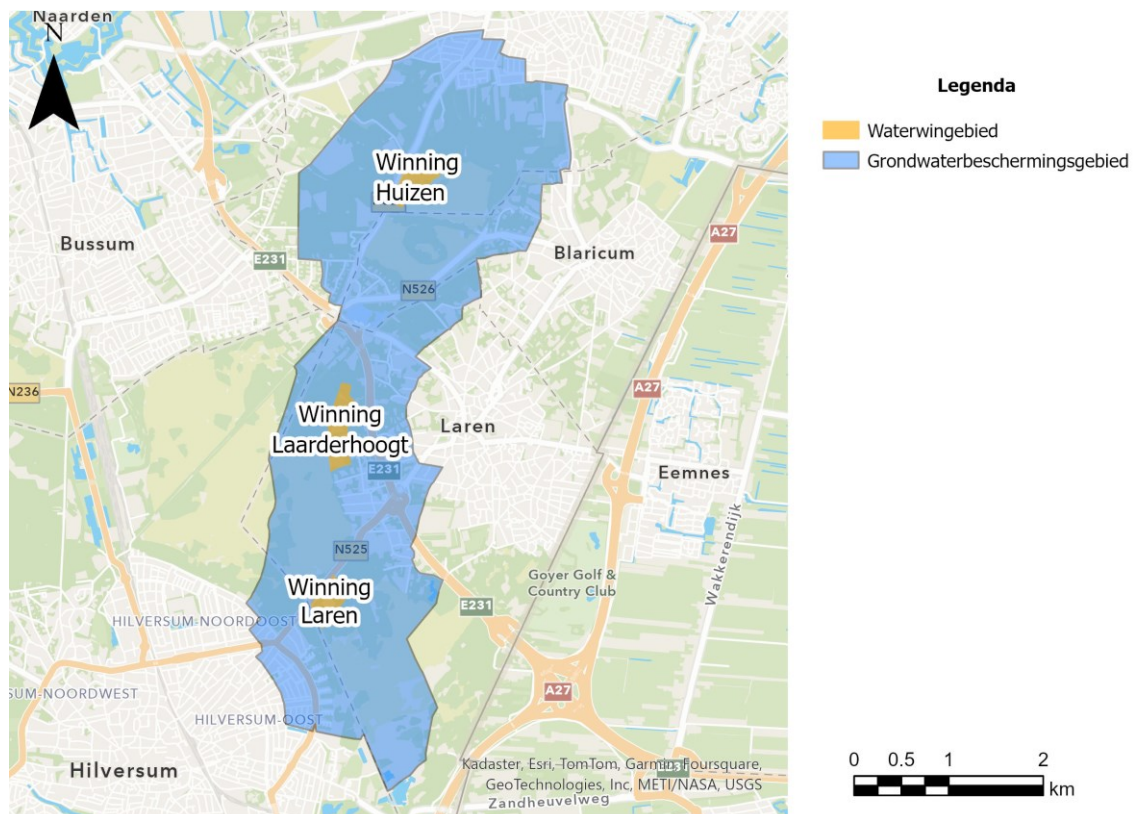 Naarden
N
Legenda
Waterwingebied
Grondwaterbeschermingsgebied
Winning
Huizen
Bussum
E231
Blaricum
A27
N526
N236
A27
Winning
Laarderhoogt
Laren
E231
Eemnes
N525
Wakkerendijk
Winning
Laren
Goyer Golf &
Country Club
E231
HILVERSUM-NOORDOOST
SUM-NOORDWEST
A27
HILVERSUM-OOST
Hilversum
Kadaster, Esri, TomTom, Garmin, Foursquare,
GeoTechnologies, Inc, METI/NASA, USGS
Zandheuvelweg
0 0.5 1 2
km